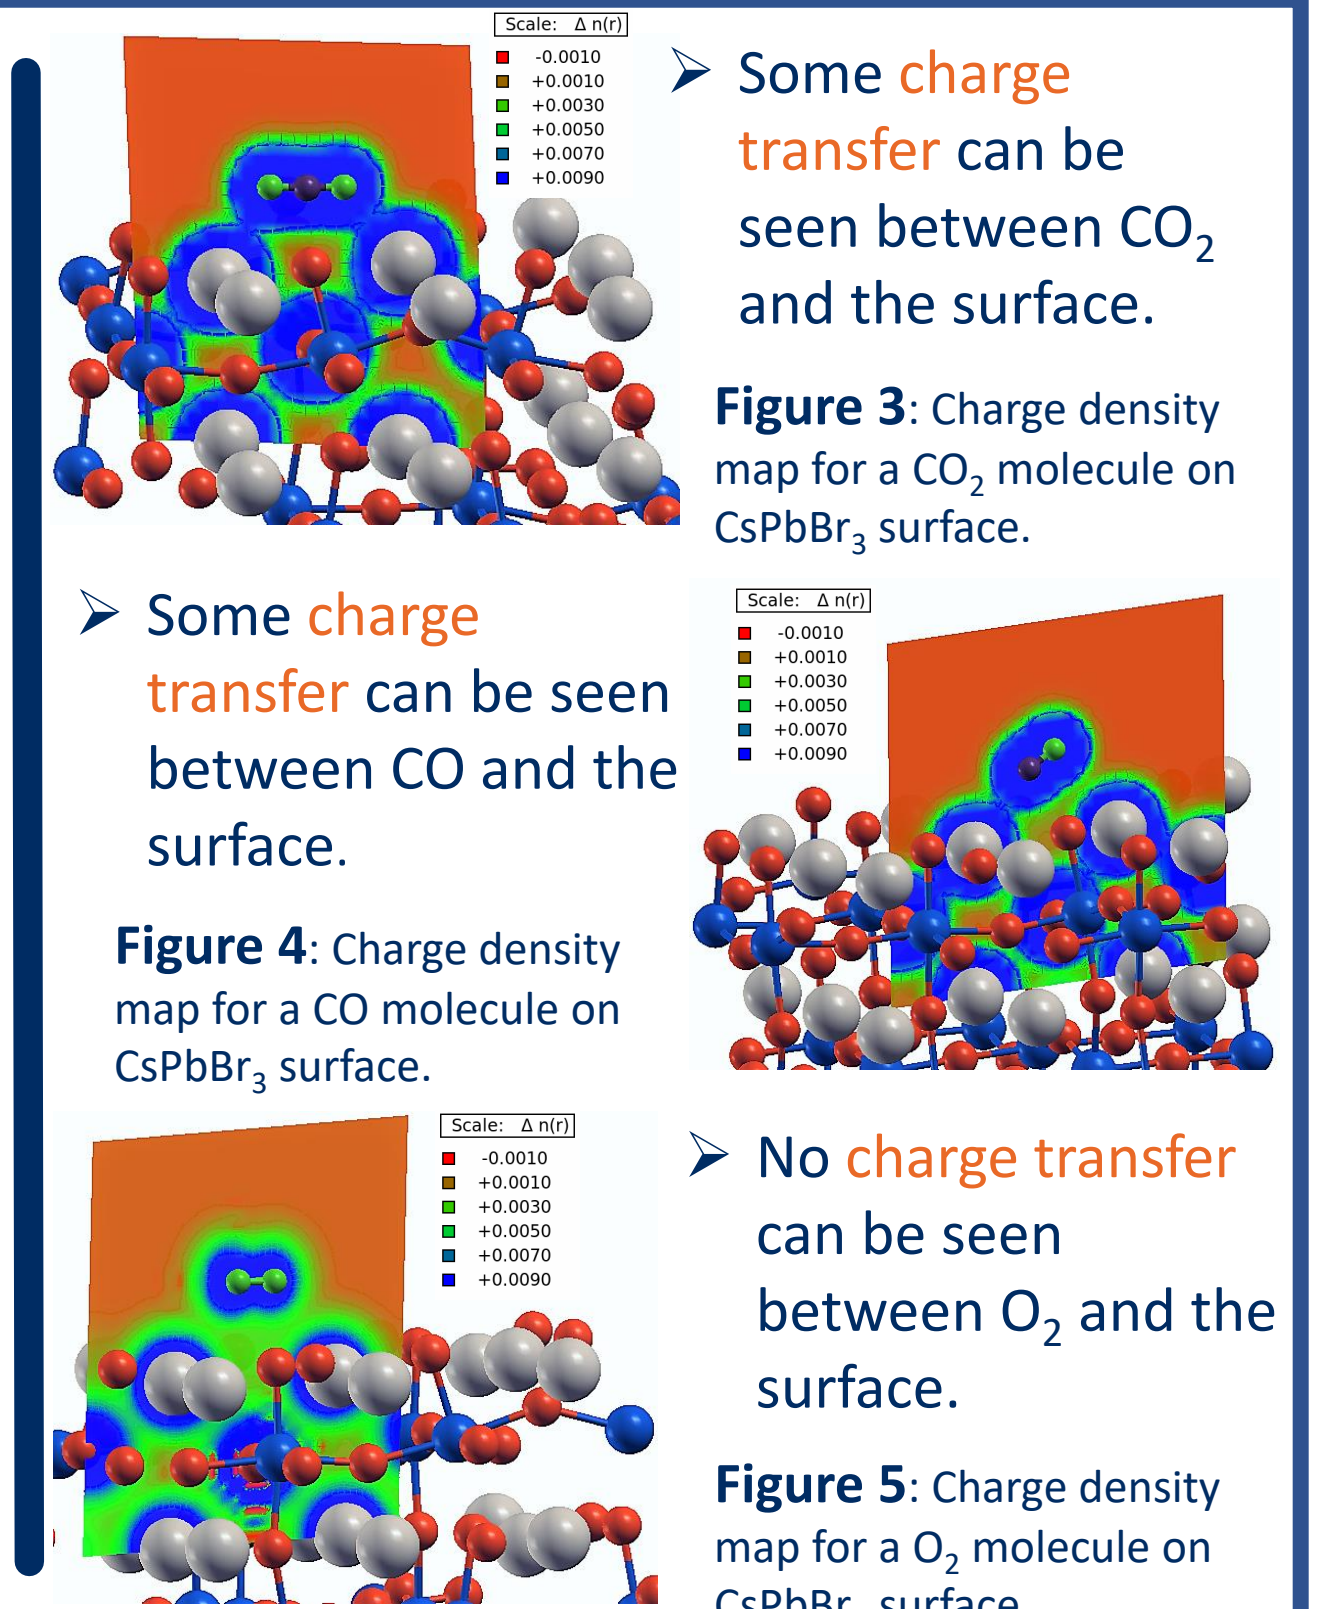 Scale: Δ n(r)
-0.0010
+0.0010
+0.0030
+0.0050
+0.0070
+0.0090
➢ Some charge
transfer can be
seen between CO₂
and the surface.
Figure 3: Charge density
map for a CO₂ molecule on
CsPbBr₃ surface.
➢ Some charge
transfer can be seen
between CO and the
surface.
Figure 4: Charge density
map for a CO molecule on
CsPbBr₃ surface.
Scale: Δ n(r)
-0.0010
+0.0010
+0.0030
+0.0050
+0.0070
+0.0090
Scale: Δ n(r)
-0.0010
+0.0010
+0.0030
+0.0050
+0.0070
+0.0090
➢ No charge transfer
can be seen
between O₂ and the
surface.
Figure 5: Charge density
map for a O₂ molecule on
CsPbBr₃ surface